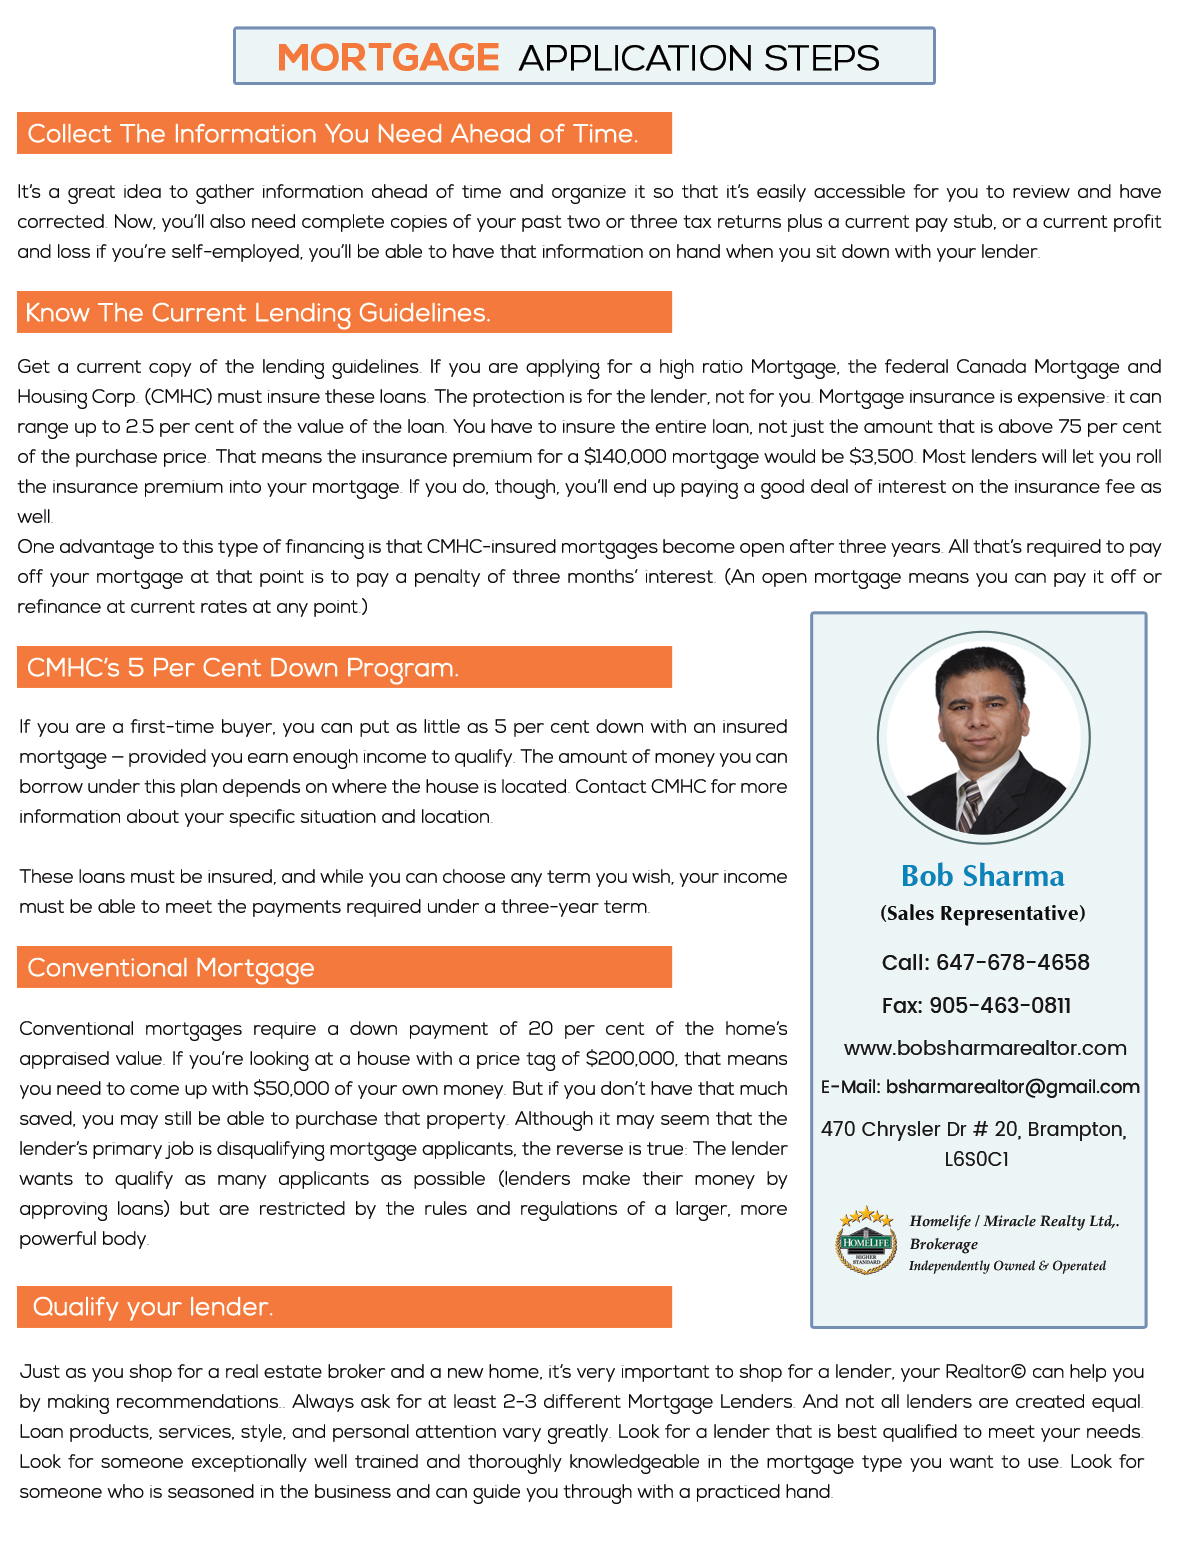 MORTGAGE APPLICATION STEPS
Collect The Information You Need Ahead of Time.
It's a great idea to gather information ahead of time and organize it so that it's easily accessible for you to review and have
corrected. Now, you'll also need complete copies of your past two or three tax returns plus a current pay stub, or a current profit
and loss if you're self-employed, you'll be able to have that information on hand when you sit down with your lender.
Know The Current Lending Guidelines.
Get a current copy of the lending guidelines. If you are applying for a high ratio Mortgage, the federal Canada Mortgage and
Housing Corp. (CMHC) must insure these loans. The protection is for the lender, not for you. Mortgage insurance is expensive: it can
range up to 2.5 per cent of the value of the loan. You have to insure the entire loan, not just the amount that is above 75 per cent
of the purchase price. That means the insurance premium for a $140,000 mortgage would be $3,500. Most lenders will let you roll
the insurance premium into your mortgage. If you do, though, you'll end up paying a good deal of interest on the insurance fee as
well.
One advantage to this type of financing is that CMHC-insured mortgages become open after three years. All that's required to pay
off your mortgage at that point is to pay a penalty of three months' interest. (An open mortgage means you can pay it off or
refinance at current rates at any point.)
CMHC's 5 Per Cent Down Program.
If you are a first-time buyer, you can put as little as 5 per cent down with an insured
mortgage – provided you earn enough income to qualify. The amount of money you can
borrow under this plan depends on where the house is located. Contact CMHC for more
information about your specific situation and location.
These loans must be insured, and while you can choose any term you wish, your income
must be able to meet the payments required under a three-year term.
Conventional Mortgage
Conventional mortgages require a down payment of 20 per cent of the home's
appraised value. If you're looking at a house with a price tag of $200,000, that means
you need to come up with $50,000 of your own money. But if you don't have that much
saved, you may still be able to purchase that property. Although it may seem that the
lender's primary job is disqualifying mortgage applicants, the reverse is true: The lender
wants to qualify as many applicants as possible (lenders make their money by
approving loans) but are restricted by the rules and regulations of a larger, more
powerful body.
Qualify your lender.
Just as you shop for a real estate broker and a new home, it's very important to shop for a lender, your Realtor© can help you
by making recommendations.. Always ask for at least 2-3 different Mortgage Lenders. And not all lenders are created equal.
Loan products, services, style, and personal attention vary greatly. Look for a lender that is best qualified to meet your needs.
Look for someone exceptionally well trained and thoroughly knowledgeable in the mortgage type you want to use. Look for
someone who is seasoned in the business and can guide you through with a practiced hand.
Bob Sharma
(Sales Representative)
Call: 647-678-4658
Fax: 905-463-0811
www.bobsharmarealtor.com
E-Mail: bsharmarealtor@gmail.com
470 Chrysler Dr # 20, Brampton,
L6S0C1
HOMELIFE
HIGHER
STANDARD
Homelife / Miracle Realty Ltd,.
Brokerage
Independently Owned & Operated